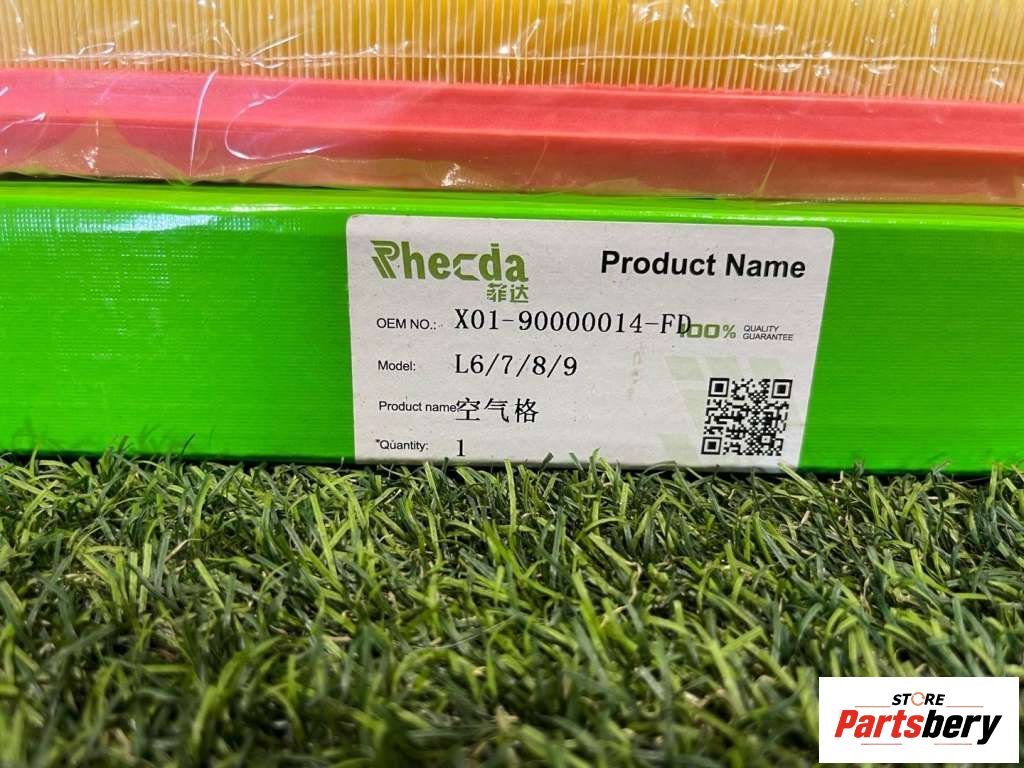 Phecda
菲达
Product Name
OEM NO.: X01-90000014-FD
100% QUALITY GUARANTEE
Model: L6/7/8/9
Product name: 空气格
*Quantity: 1
STORE
Partsbery